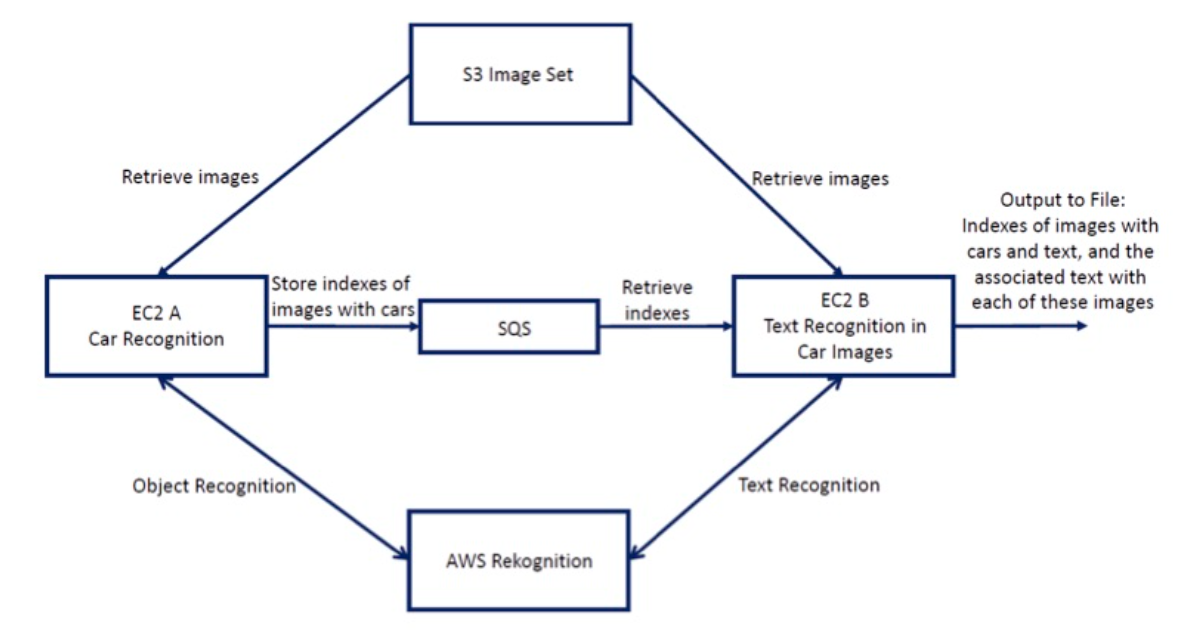 S3 Image Set
Retrieve images
Retrieve images
Output to File:
Indexes of images with
cars and text, and the
associated text with
each of these images
Store indexes of
images with cars
Retrieve
indexes
EC2 A
Car Recognition
SQS
EC2 B
Text Recognition in
Car Images
Object Recognition
Text Recognition
AWS Rekognition